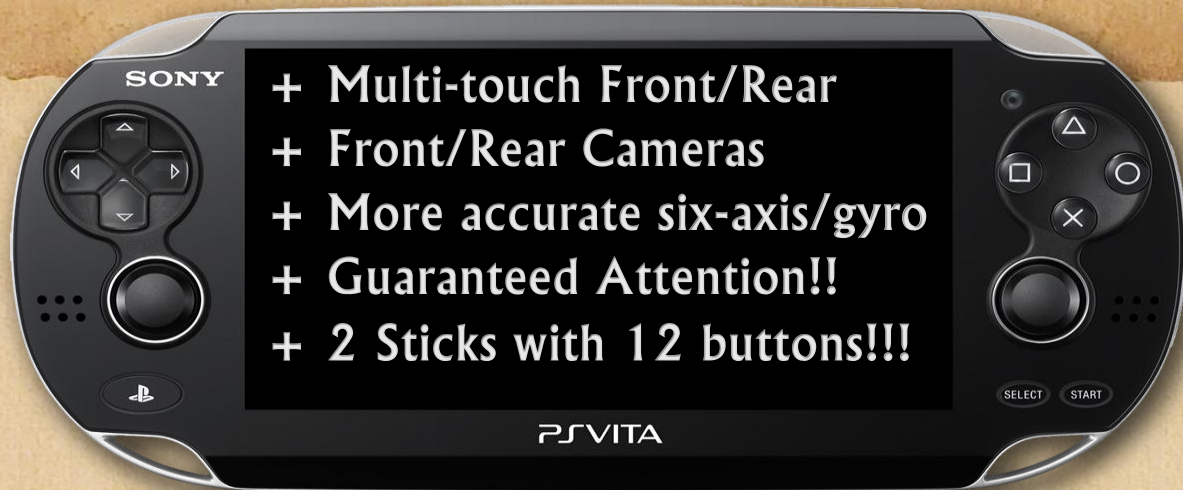 SONY
+ Multi-touch Front/Rear
+ Front/Rear Cameras
+ More accurate six-axis/gyro
+ Guaranteed Attention!!
+ 2 Sticks with 12 buttons!!!
SELECT START
PSVITA